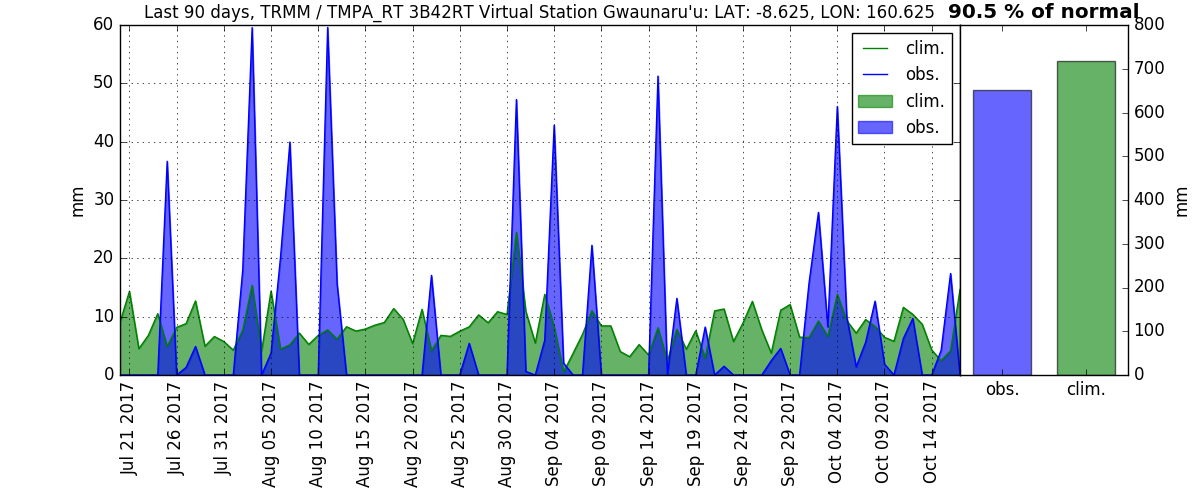 Last 90 days, TRMM / TMPA_RT 3B42RT Virtual Station Gwaunaru'u: LAT: -8.625, LON: 160.625 90.5 % of normal
60
50
40
30
20
10
0
mm
clim.
obs.
clim.
obs.
800
700
600
500
400
300
200
100
0
mm
obs. clim.
Jul 21 2017
Jul 26 2017
Jul 31 2017
Aug 05 2017
Aug 10 2017
Aug 15 2017
Aug 20 2017
Aug 25 2017
Aug 30 2017
Sep 04 2017
Sep 09 2017
Sep 14 2017
Sep 19 2017
Sep 24 2017
Sep 29 2017
Oct 04 2017
Oct 09 2017
Oct 14 2017